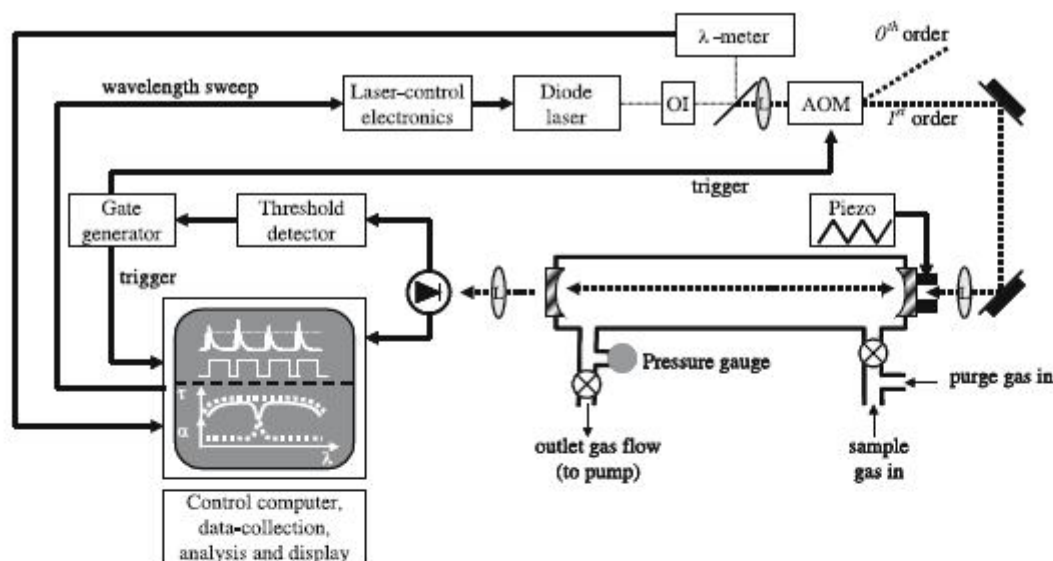 λ-meter
0th order
wavelength sweep
Laser-control
electronics
Diode
laser
OI
L
AOM
1st order
trigger
Gate
generator
Threshold
detector
Piezo
trigger
L
L
Pressure gauge
purge gas in
τ
α
λ
outlet gas flow
(to pump)
sample
gas in
Control computer,
data-collection,
analysis and display